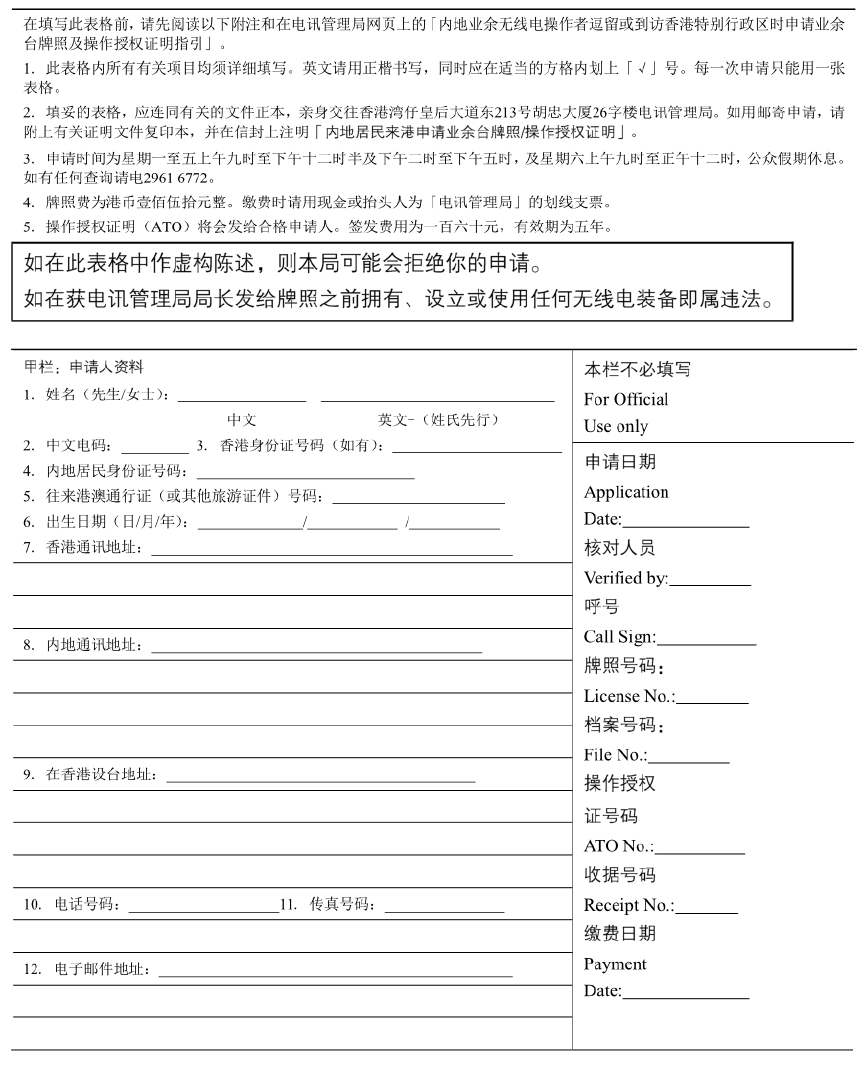 在填写此表格前，请先阅读以下附注和在电讯管理局网页上的「内地业余无线电操作者逗留或到访香港特别行政区时申请业余
台牌照及操作授权证明指引」。
1. 此表格内所有有关项目均须详细填写。英文请用正楷书写，同时应在适当的方格内划上「√」号。每一次申请只能用一张
表格。
2. 填妥的表格，应连同有关的文件正本，亲身交往香港湾仔皇后大道东213号胡忠大厦26字楼电讯管理局。如用邮寄申请，请
附上有关证明文件复印本，并在信封上注明「内地居民来港申请业余台牌照/操作授权证明」。
3. 申请时间为星期一至五上午九时至下午十二时半及下午二时至下午五时，及星期六上午九时至正午十二时，公众假期休息。
如有任何查询请电2961 6772。
4. 牌照费为港币壹佰伍拾元整。缴费时请用现金或抬头人为「电讯管理局」的划线支票。
5. 操作授权证明（ATO）将会发给合格申请人。签发费用为一百六十元，有效期为五年。
如在此表格中作虚构陈述，则本局可能会拒绝你的申请。
如在获电讯管理局局长发给牌照之前拥有、设立或使用任何无线电装备即属违法。
甲栏：申请人资料
1. 姓名（先生/女士）：_________________ _______________________________
中文 英文-（姓氏先行）
2. 中文电码：_________ 3. 香港身份证号码（如有）：______________________
4. 内地居民身份证号码：_____________________________
5. 往来港澳通行证（或其他旅游证件）号码：_______________________
6. 出生日期（日/月/年）：______________/____________ /____________
7. 香港通讯地址：________________________________________________
8. 内地通讯地址：____________________________________________
9. 在香港设台地址：_________________________________________
10. 电话号码：____________________11. 传真号码：________________
12. 电子邮件地址：_______________________________________________
本栏不必填写
For Official
Use only
申请日期
Application
Date:______________
核对人员
Verified by:_________
呼号
Call Sign:___________
牌照号码：
License No.:________
档案号码：
File No.:_________
操作授权
证号码
ATO No.:__________
收据号码
Receipt No.:_______
缴费日期
Payment
Date:______________